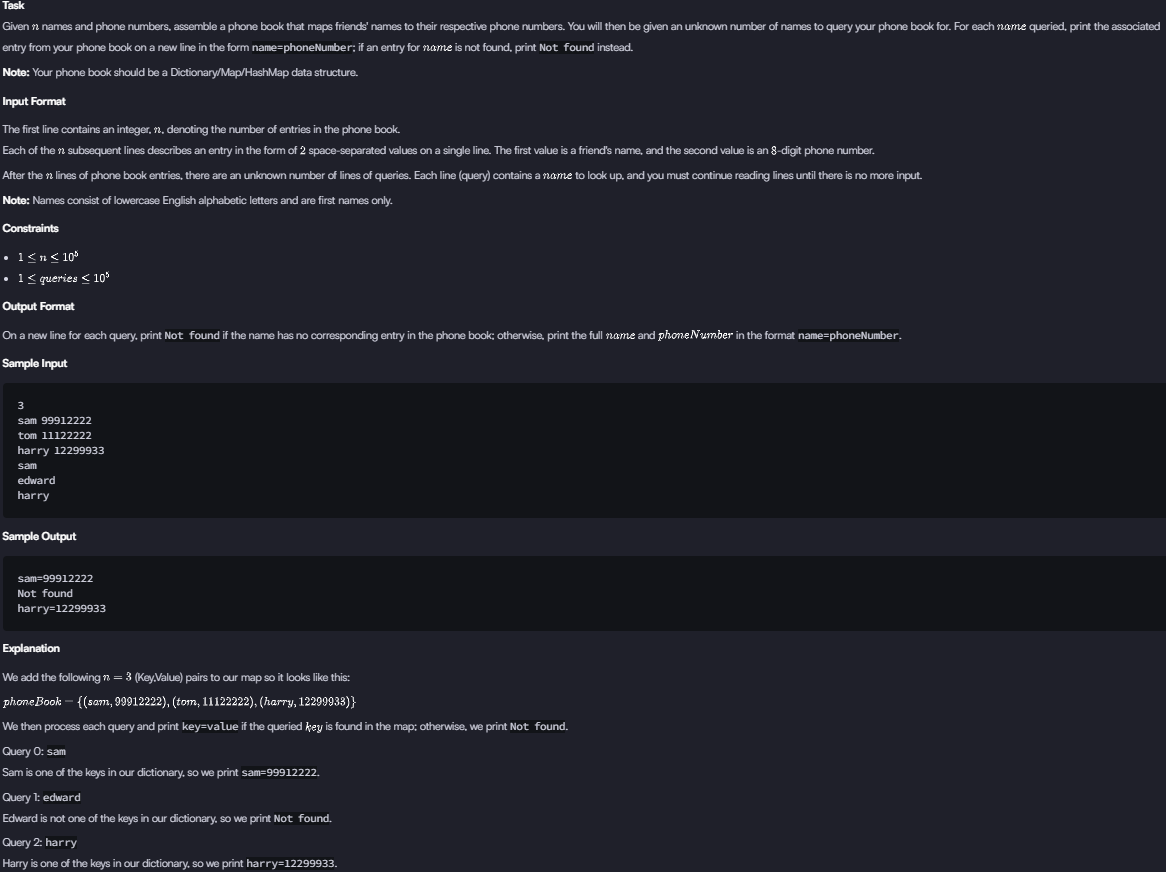 Task
Given n names and phone numbers, assemble a phone book that maps friends' names to their respective phone numbers. You will then be given an unknown number of names to query your phone book for. For each name queried, print the associated
entry from your phone book on a new line in the form name=phoneNumber; if an entry for name is not found, print Not found instead.
Note: Your phone book should be a Dictionary/Map/HashMap data structure.
Input Format
The first line contains an integer, n, denoting the number of entries in the phone book.
Each of the n subsequent lines describes an entry in the form of 2 space-separated values on a single line. The first value is a friend's name, and the second value is an 8-digit phone number.
After the n lines of phone book entries, there are an unknown number of lines of queries. Each line (query) contains a name to look up, and you must continue reading lines until there is no more input.
Note: Names consist of lowercase English alphabetic letters and are first names only.
Constraints
• 1 ≤ n ≤ 10⁵
• 1 ≤ queries ≤ 10⁵
Output Format
On a new line for each query, print Not found if the name has no corresponding entry in the phone book; otherwise, print the full name and phoneNumber in the format name=phoneNumber.
Sample Input
3
sam 99912222
tom 11122222
harry 12299933
sam
edward
harry
Sample Output
sam=99912222
Not found
harry=12299933
Explanation
We add the following n = 3 (Key,Value) pairs to our map so it looks like this:
phoneBook = {(sam, 99912222), (tom, 11122222), (harry, 12299933)}
We then process each query and print key=value if the queried key is found in the map; otherwise, we print Not found.
Query 0: sam
Sam is one of the keys in our dictionary, so we print sam=99912222.
Query 1: edward
Edward is not one of the keys in our dictionary, so we print Not found.
Query 2: harry
Harry is one of the keys in our dictionary, so we print harry=12299933.